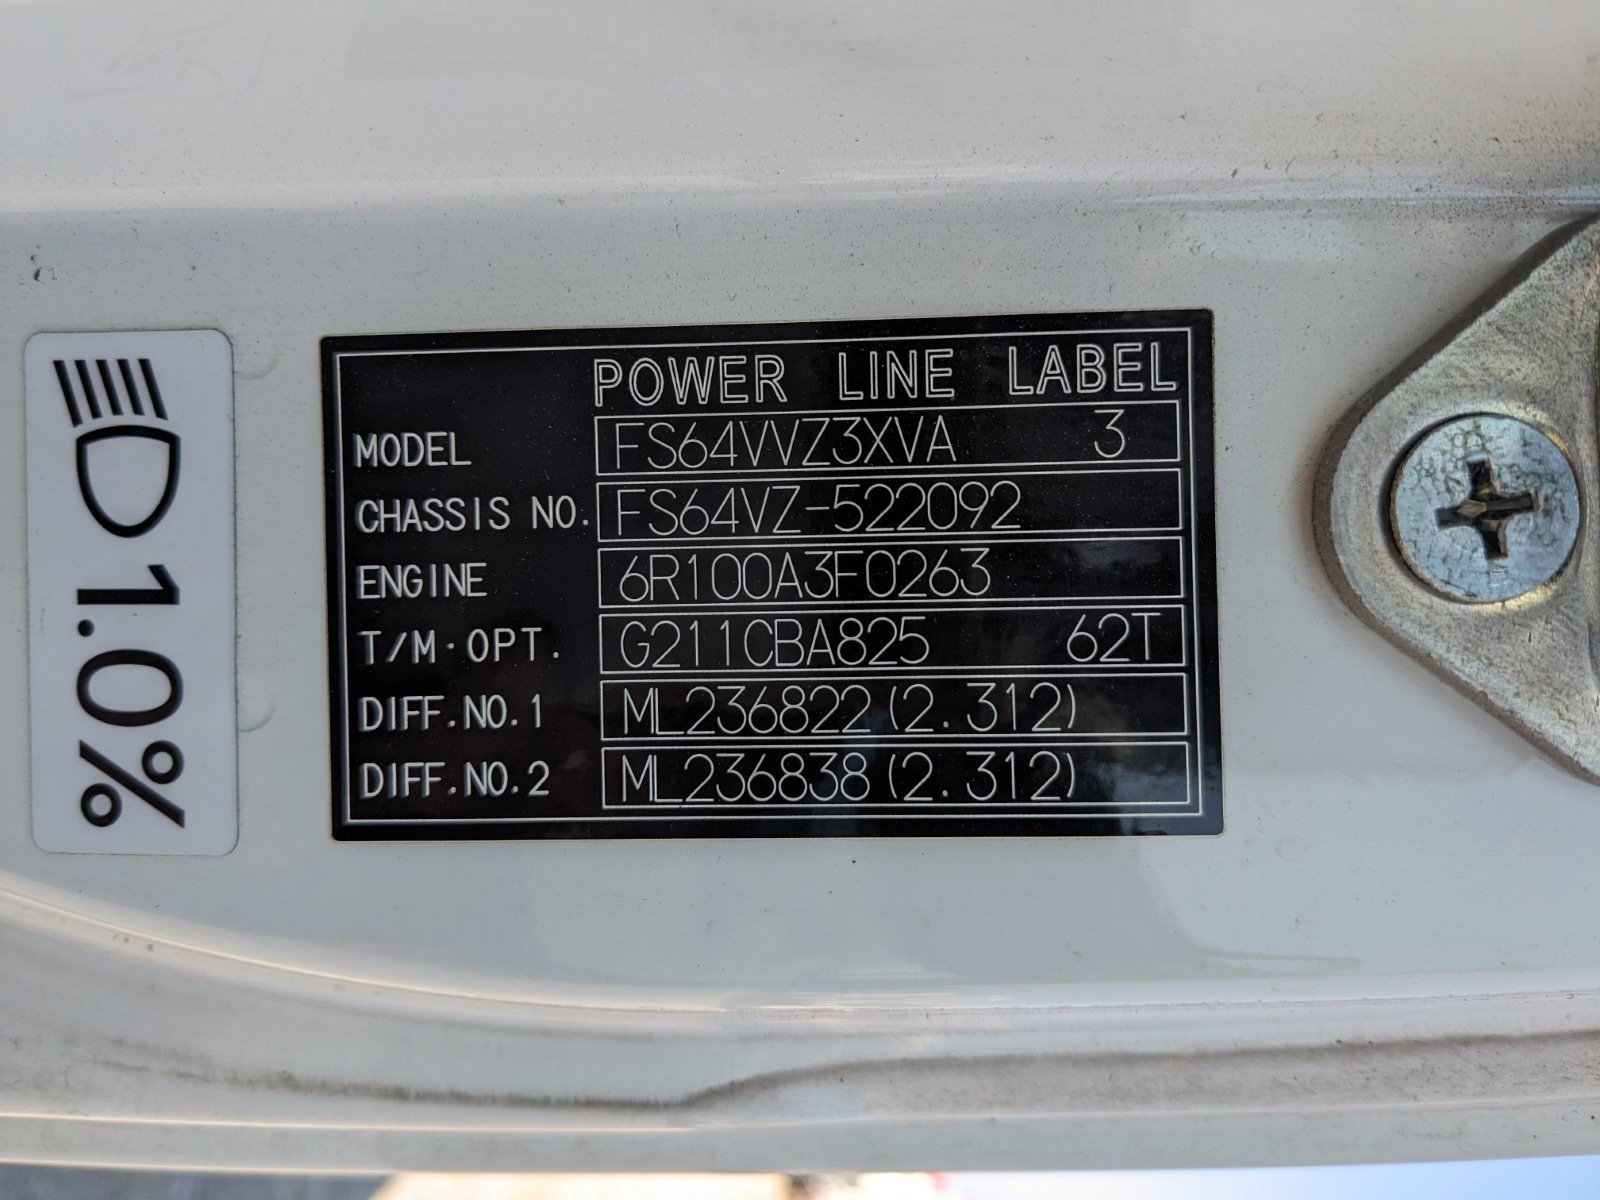 POWER LINE LABEL
MODEL FS64VVZ3XVA 3
CHASSIS NO. FS64VZ-522092
ENGINE 6R100A3F0263
T/M·OPT. G211CBA825 62T
DIFF.NO.1 ML236822(2.312)
DIFF.NO.2 ML236838(2.312)
1.0%